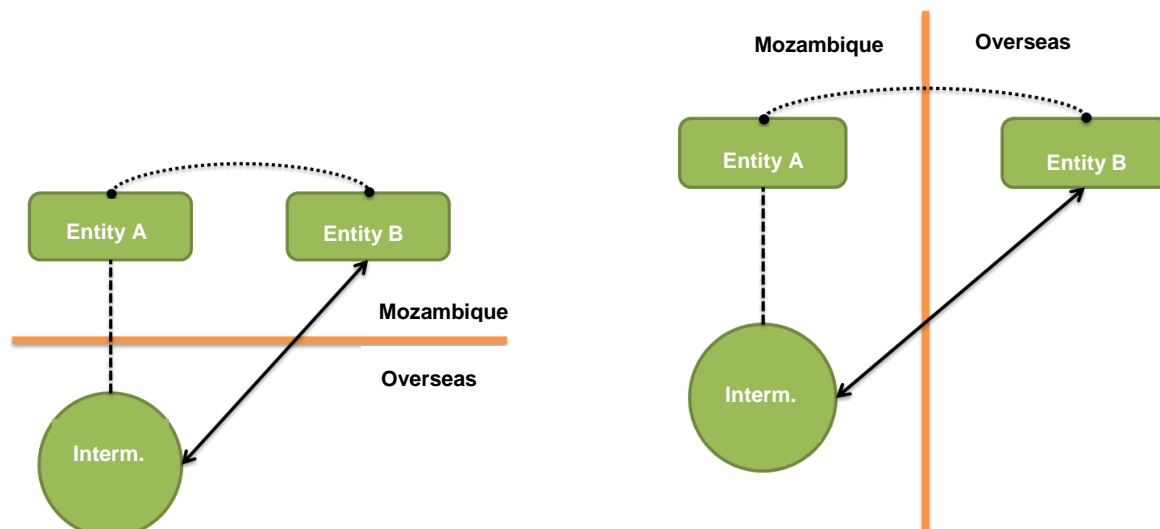 Entity A
Entity B
Mozambique
Overseas
Interm.
Mozambique
Overseas
Entity A
Entity B
Interm.